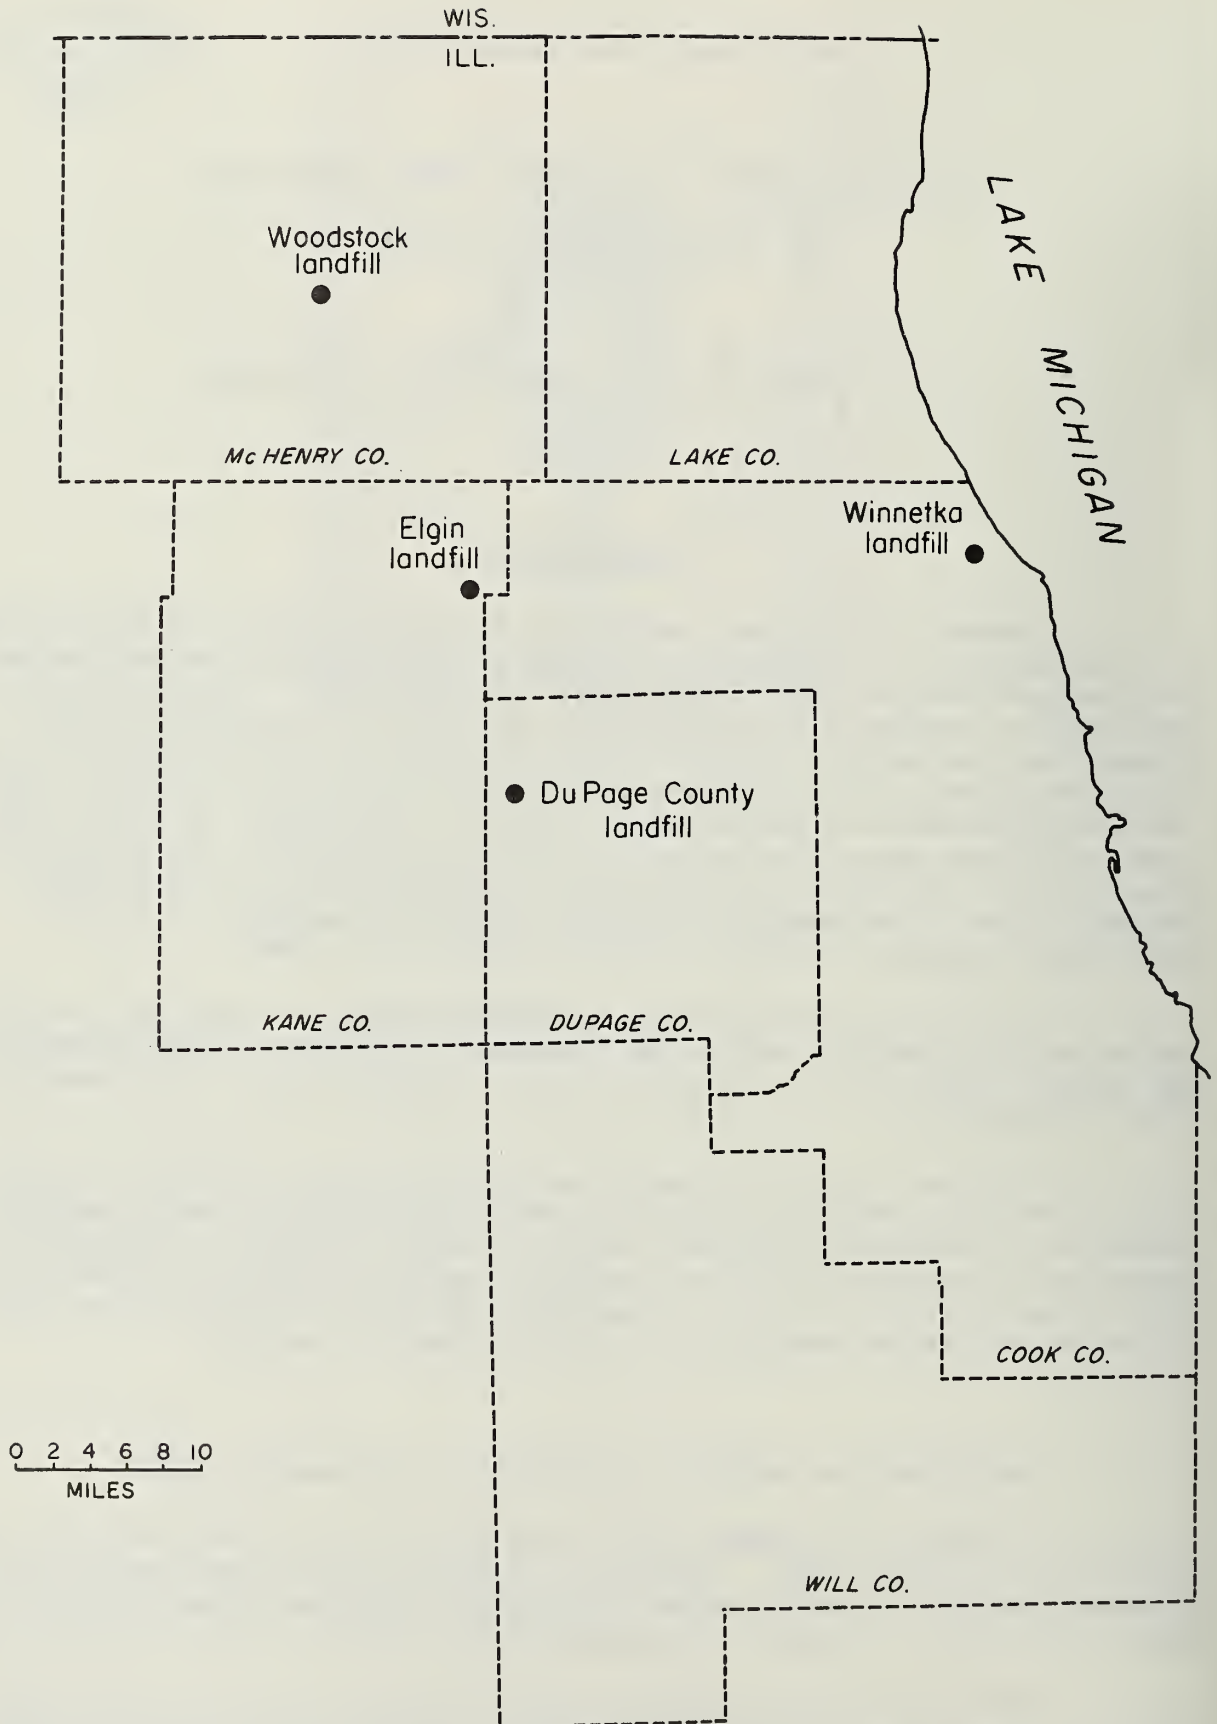 WIS.
ILL.
LAKE MICHIGAN
Woodstock
landfill
Mc HENRY CO.
LAKE CO.
Elgin
landfill
Winnetka
landfill
Du Page County
landfill
KANE CO.
DUPAGE CO.
COOK CO.
0 2 4 6 8 10
MILES
WILL CO.